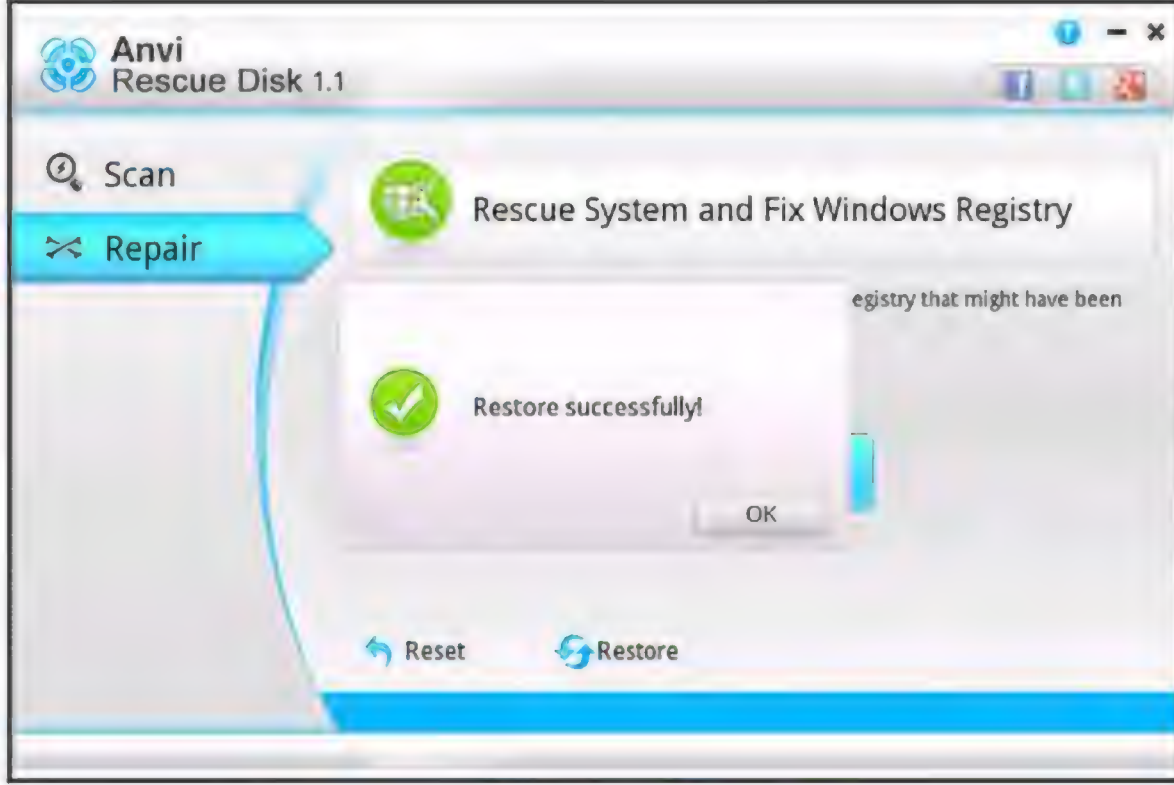 Anvi
Rescue Disk 1.1
Scan
Repair
Rescue System and Fix Windows Registry
egistry that might have been
Restore successfully!
OK
Reset
Restore